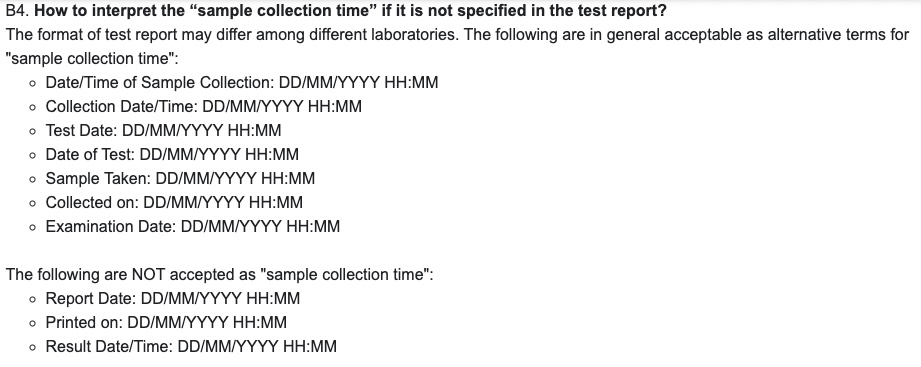 B4. How to interpret the “sample collection time” if it is not specified in the test report?
The format of test report may differ among different laboratories. The following are in general acceptable as alternative terms for
"sample collection time":
◦ Date/Time of Sample Collection: DD/MM/YYYY HH:MM
◦ Collection Date/Time: DD/MM/YYYY HH:MM
◦ Test Date: DD/MM/YYYY HH:MM
◦ Date of Test: DD/MM/YYYY HH:MM
◦ Sample Taken: DD/MM/YYYY HH:MM
◦ Collected on: DD/MM/YYYY HH:MM
◦ Examination Date: DD/MM/YYYY HH:MM
The following are NOT accepted as "sample collection time":
◦ Report Date: DD/MM/YYYY HH:MM
◦ Printed on: DD/MM/YYYY HH:MM
◦ Result Date/Time: DD/MM/YYYY HH:MM